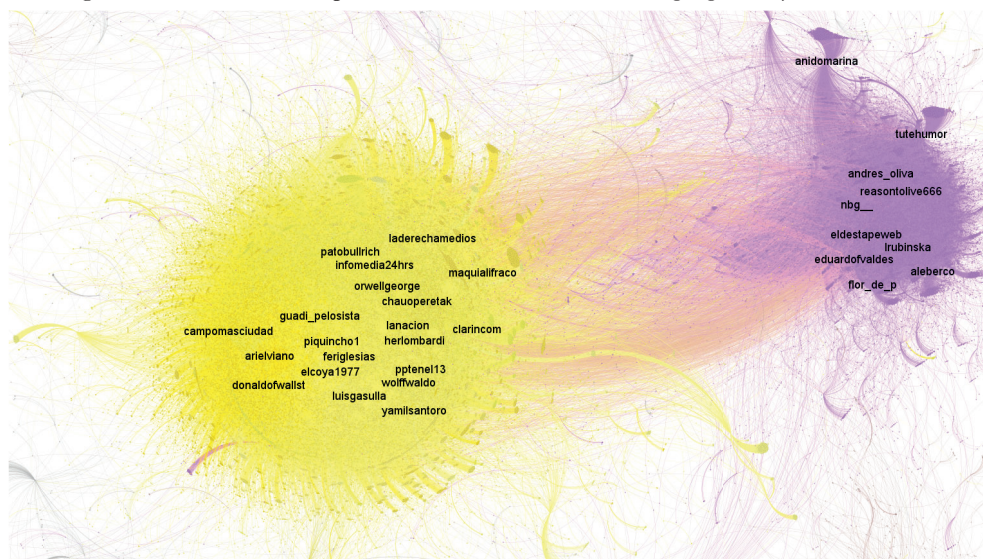 anidomarina
tutehumor
andres_oliva
reasontolive666
nbg__
eldestapeweb
lrubinska
eduardofvaldes
aleberco
flor_de_p
laderechamedios
patobullrich
infomedia24hrs
maquialifraco
orwellgeorge
chauoperetak
guadi_pelosista
lanacion
clarincom
campomasciudad
piquincho1
herlombardi
arielviano
feriglesias
elcoya1977
pptenel13
donaldofwallst
wolffwaldo
luisgasulla
yamilsantoro